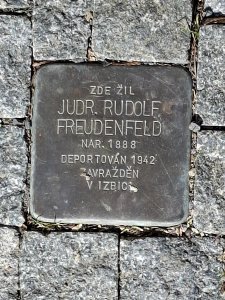 ZDE ŽIL
JUDR. RUDOLF
FREUDENFELD
NAR. 1888
DEPORTOVÁN 1942
ZAVRAŽDĚN
V IZBICI